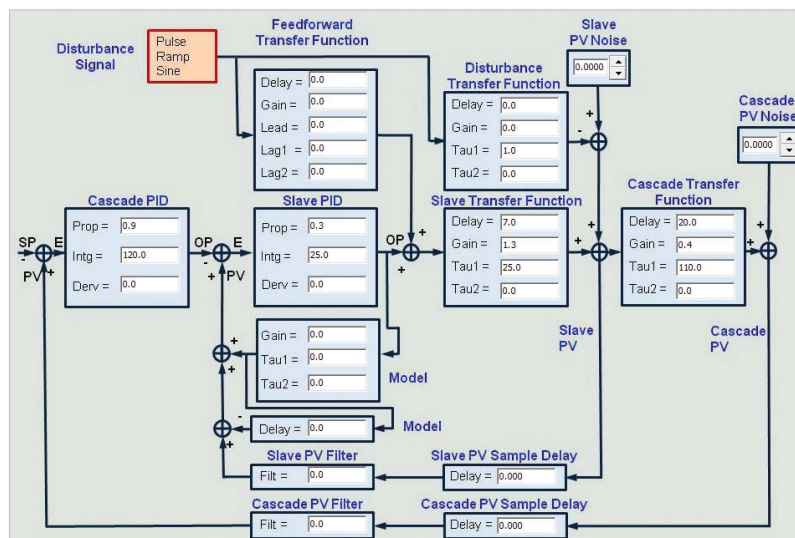 Feedforward
Transfer Function
Disturbance
Signal
Pulse
Ramp
Sine
Delay = 0.0
Gain = 0.0
Lead = 0.0
Lag1 = 0.0
Lag2 = 0.0
Disturbance
Transfer Function
Delay = 0.0
Gain = 0.0
Tau1 = 1.0
Tau2 = 0.0
Slave
PV Noise
0.0000
+
-
Cascade
PV Noise
0.0000
Cascade PID
Prop = 0.9
Intg = 120.0
Derv = 0.0
SP
E
-
+
PV
OP
Slave PID
Prop = 0.3
Intg = 25.0
Derv = 0.0
E
-
+
PV
OP
+
+
Slave Transfer Function
Delay = 7.0
Gain = 1.3
Tau1 = 25.0
Tau2 = 0.0
+
+
Cascade Transfer
Function
Delay = 20.0
Gain = 0.4
Tau1 = 110.0
Tau2 = 0.0
+
+
Slave
PV
Cascade
PV
Gain = 0.0
Tau1 = 0.0
Tau2 = 0.0
Model
+
+
Delay = 0.0
Model
-
+
Slave PV Filter
Filt = 0.0
Slave PV Sample Delay
Delay = 0.000
Cascade PV Filter
Filt = 0.0
Cascade PV Sample Delay
Delay = 0.000